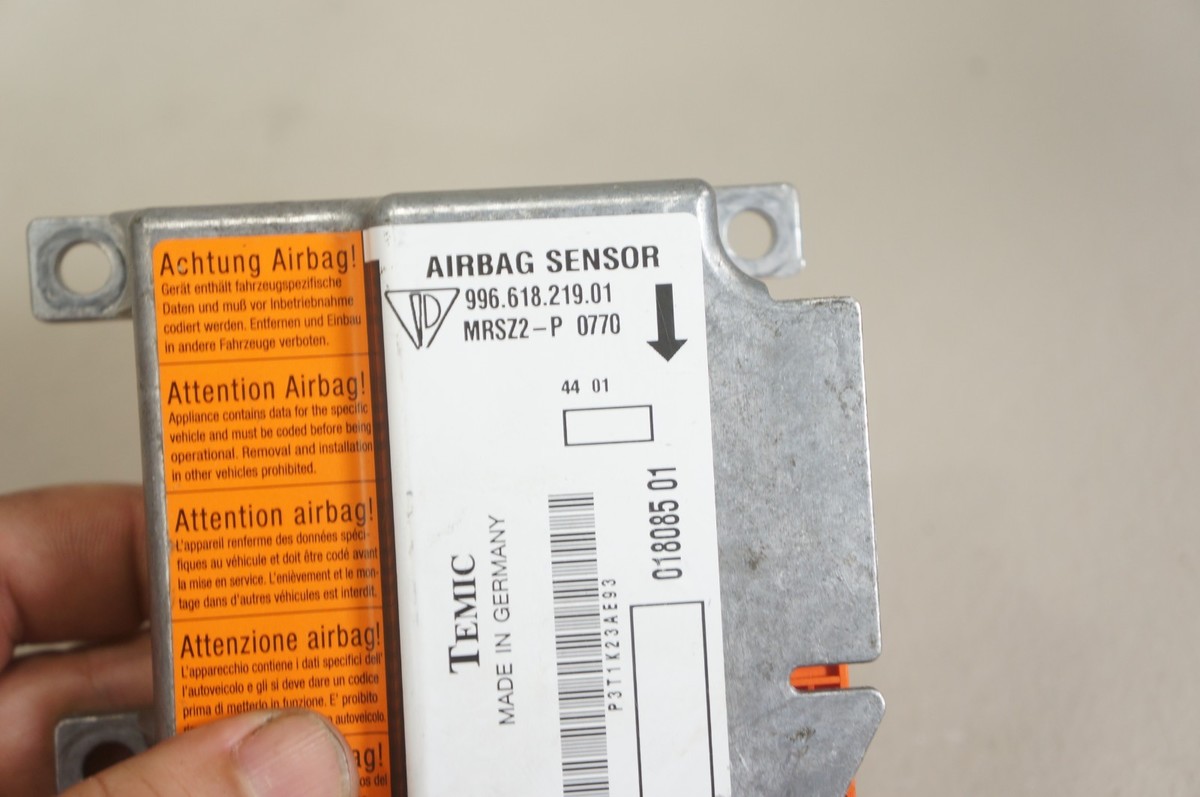 Achtung Airbag!
Gerät enthält fahrzeugspezifische
Daten und muß vor Inbetriebnahme
codiert werden. Entfernen und Einbau
in andere Fahrzeuge verboten.
Attention Airbag!
Appliance contains data for the specific
vehicle and must be coded before being
operational. Removal and installation
in other vehicles prohibited.
Attention airbag!
L'appareil renferme des données spéci-
fiques au véhicule et doit être codé avant
la mise en service. L'enièvement et le mon-
tage dans d'autres véhicules est interdit.
Attenzione airbag!
L'apparecchio contiene i dati specifici dell'
l'autoveicolo e gli si deve dare un codice
prima di metterlo in funzione. E' proibito
autoveicolo.
ag!
os del
AIRBAG SENSOR
996.618.219.01
MRSZ2-P 0770
44 01
018085 01
TEMIC
MADE IN GERMANY
P3T1K23AE93